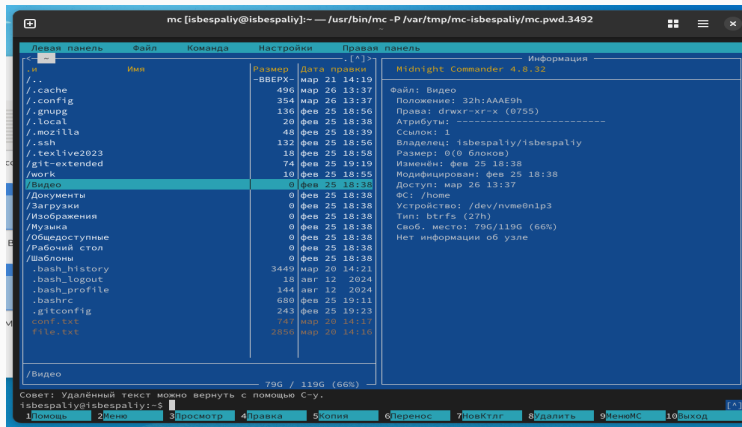 mc [isbespaliy@isbespaliy]:~ — /usr/bin/mc -P /var/tmp/mc-isbespaliy/mc.pwd.3492
Левая панель Файл Команда Настройки Правая панель
<— ~ .[^]>
.и Имя Размер Дата правки
/.. -ВВЕРХ- мар 21 14:19
/.cache 496 мар 26 13:37
/.config 354 мар 26 13:37
/.gnupg 136 фев 25 18:56
/.local 20 фев 25 18:38
/.mozilla 48 фев 25 18:39
/.ssh 132 фев 25 18:56
/.texlive2023 18 фев 25 18:58
/git-extended 74 фев 25 19:19
/work 10 фев 25 18:55
/Видео 0 фев 25 18:38
/Документы 0 фев 25 18:38
/Загрузки 0 фев 25 18:38
/Изображения 0 фев 25 18:38
/Музыка 0 фев 25 18:38
/Общедоступные 0 фев 25 18:38
/Рабочий стол 0 фев 25 18:38
/Шаблоны 0 фев 25 18:38
.bash_history 3449 мар 20 14:21
.bash_logout 18 авг 12 2024
.bash_profile 144 авг 12 2024
.bashrc 680 фев 25 19:11
.gitconfig 243 фев 25 19:23
conf.txt 747 мар 20 14:17
file.txt 2856 мар 20 14:16
/Видео
79G / 119G (66%)
Информация
Midnight Commander 4.8.32
Файл: Видео
Положение: 32h:AAAE9h
Права: drwxr-xr-x (0755)
Атрибуты: --------------------------
Ссылок: 1
Владелец: isbespaliy/isbespaliy
Размер: 0(0 блоков)
Изменён: фев 25 18:38
Модифицирован: фев 25 18:38
Доступ: мар 26 13:37
ФС: /home
Устройство: /dev/nvme0n1p3
Тип: btrfs (27h)
Своб. место: 79G/119G (66%)
Нет информации об узле
Совет: Удалённый текст можно вернуть с помощью C-y.
isbespaliy@isbespaliy:~$ [^]
1Помощь 2Меню 3Просмотр 4Правка 5Копия 6Перенос 7НовКтлг 8Удалить 9МенюМС 10Выход